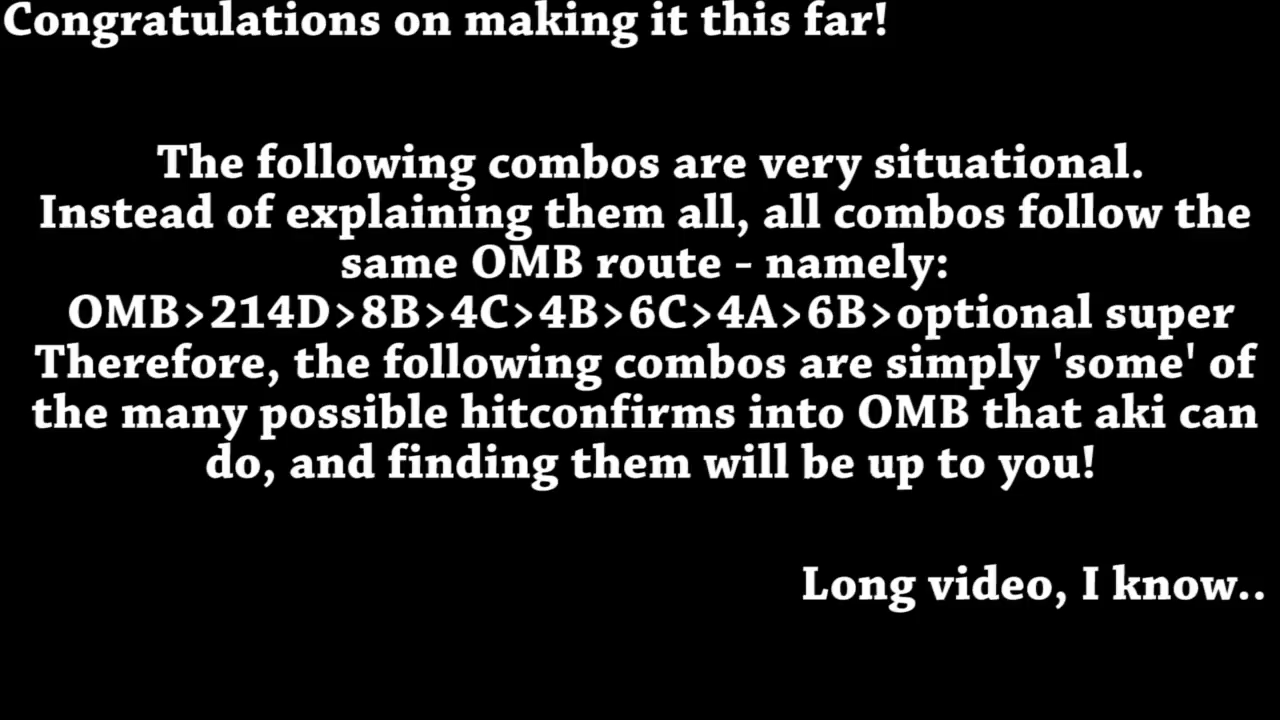 Congratulations on making it this far!
The following combos are very situational.
Instead of explaining them all, all combos follow the
same OMB route - namely:
OMB>214D>8B>4C>4B>6C>4A>6B>optional super
Therefore, the following combos are simply 'some' of
the many possible hitconfirms into OMB that aki can
do, and finding them will be up to you!
Long video, I know..